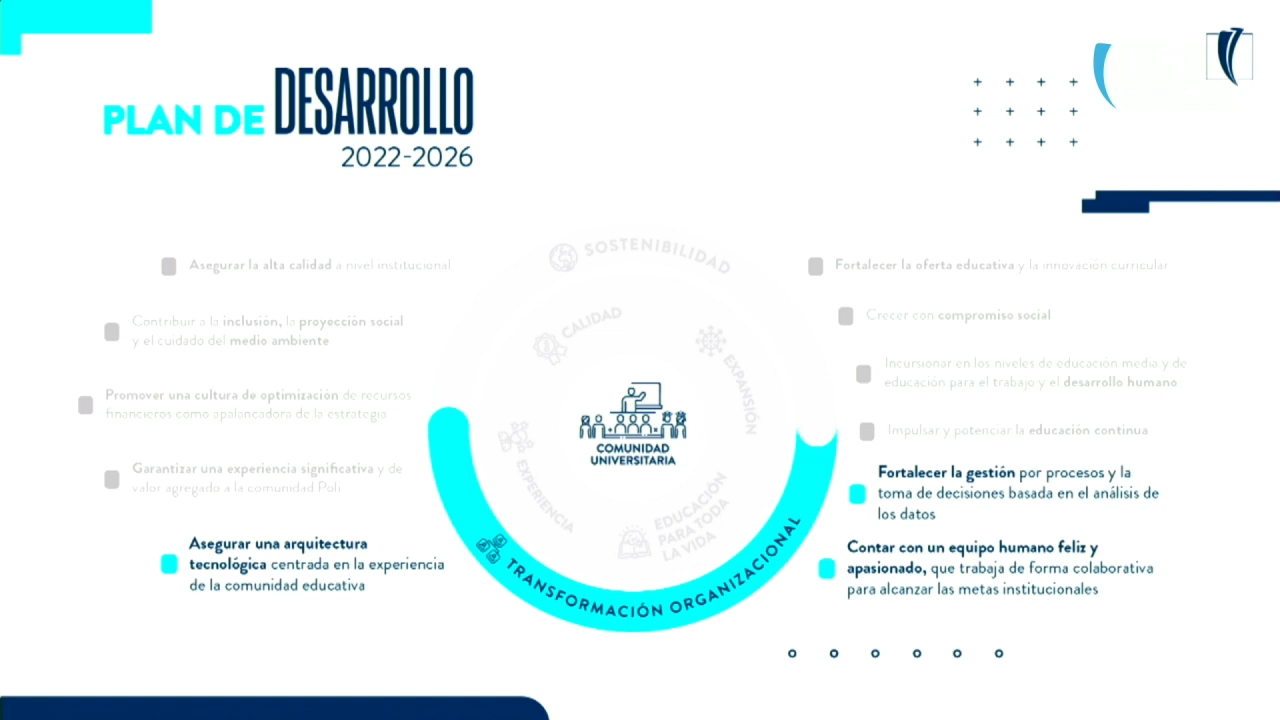 PLAN DE DESARROLLO
2022-2026
SOSTENIBILIDAD
Asegurar la alta calidad a nivel institucional
Contribuir a la inclusión, la proyección social
y el cuidado del medio ambiente
Promover una cultura de optimización de recursos
financieros como apalancadora de la estrategia
Garantizar una experiencia significativa y de
valor agregado a la comunidad Poli
Asegurar una arquitectura
tecnológica centrada en la experiencia
de la comunidad educativa
CALIDAD
EXPANSIÓN
COMUNIDAD
UNIVERSITARIA
EXPERIENCIA
EDUCACIÓN
PARA TODA
LA VIDA
TRANSFORMACIÓN ORGANIZACIONAL
Fortalecer la oferta educativa y la innovación curricular
Crecer con compromiso social
Incursionar en los niveles de educación media y de
educación para el trabajo y el desarrollo humano
Impulsar y potenciar la educación continua
Fortalecer la gestión por procesos y la
toma de decisiones basada en el análisis de
los datos
Contar con un equipo humano feliz y
apasionado, que trabaja de forma colaborativa
para alcanzar las metas institucionales